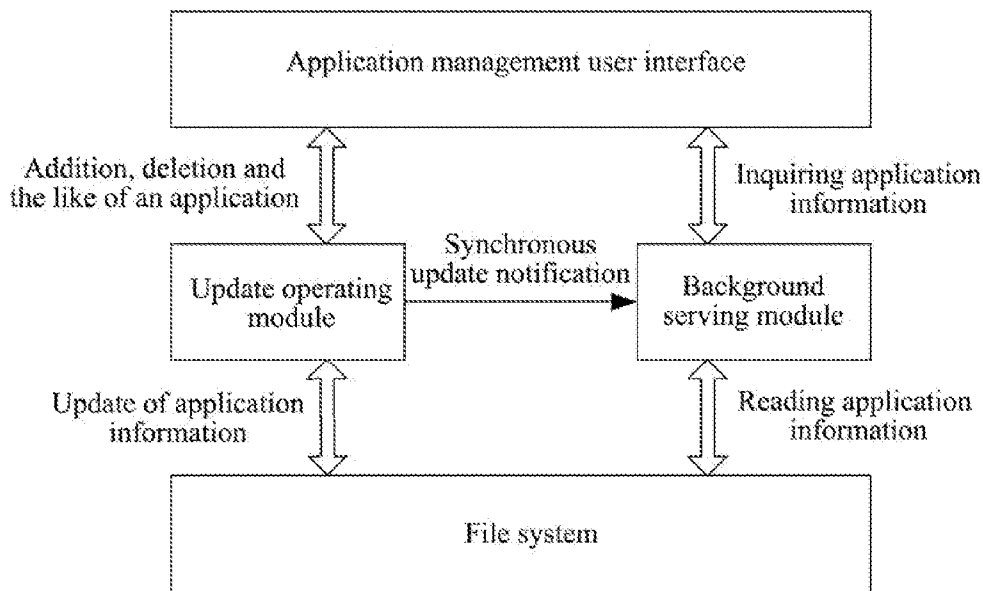 Application management user interface
Addition, deletion and
the like of an application
Inquiring application
information
Synchronous
update notification
Update operating
module
Background
serving module
Update of application
information
Reading application
information
File system